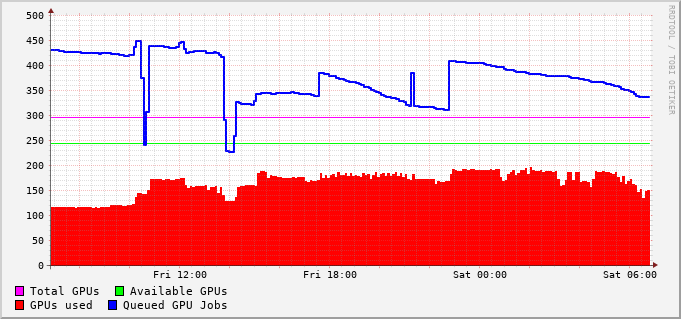 500
450
400
350
300
250
200
150
100
50
0
Fri 12:00 Fri 18:00 Sat 00:00 Sat 06:00
Total GPUs Available GPUs
GPUs used Queued GPU Jobs
RRDTOOL / TOBI OETIKER